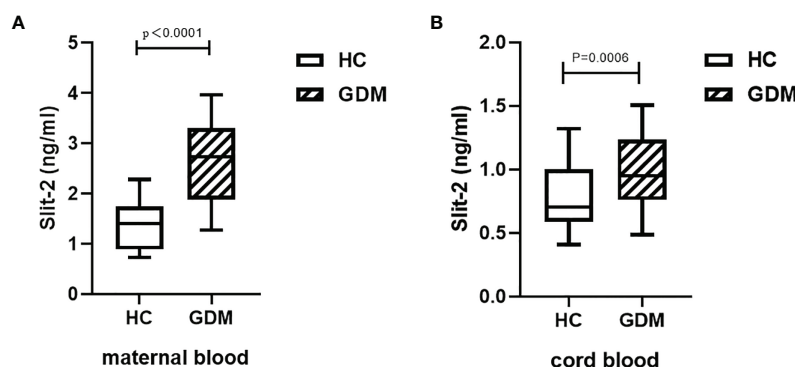 A
p<0.0001
5
4
3
2
1
0
Slit-2 (ng/ml)
HC
GDM
HC GDM
maternal blood
B
P=0.0006
2.0
1.5
1.0
0.5
0.0
Slit-2 (ng/ml)
HC
GDM
HC GDM
cord blood